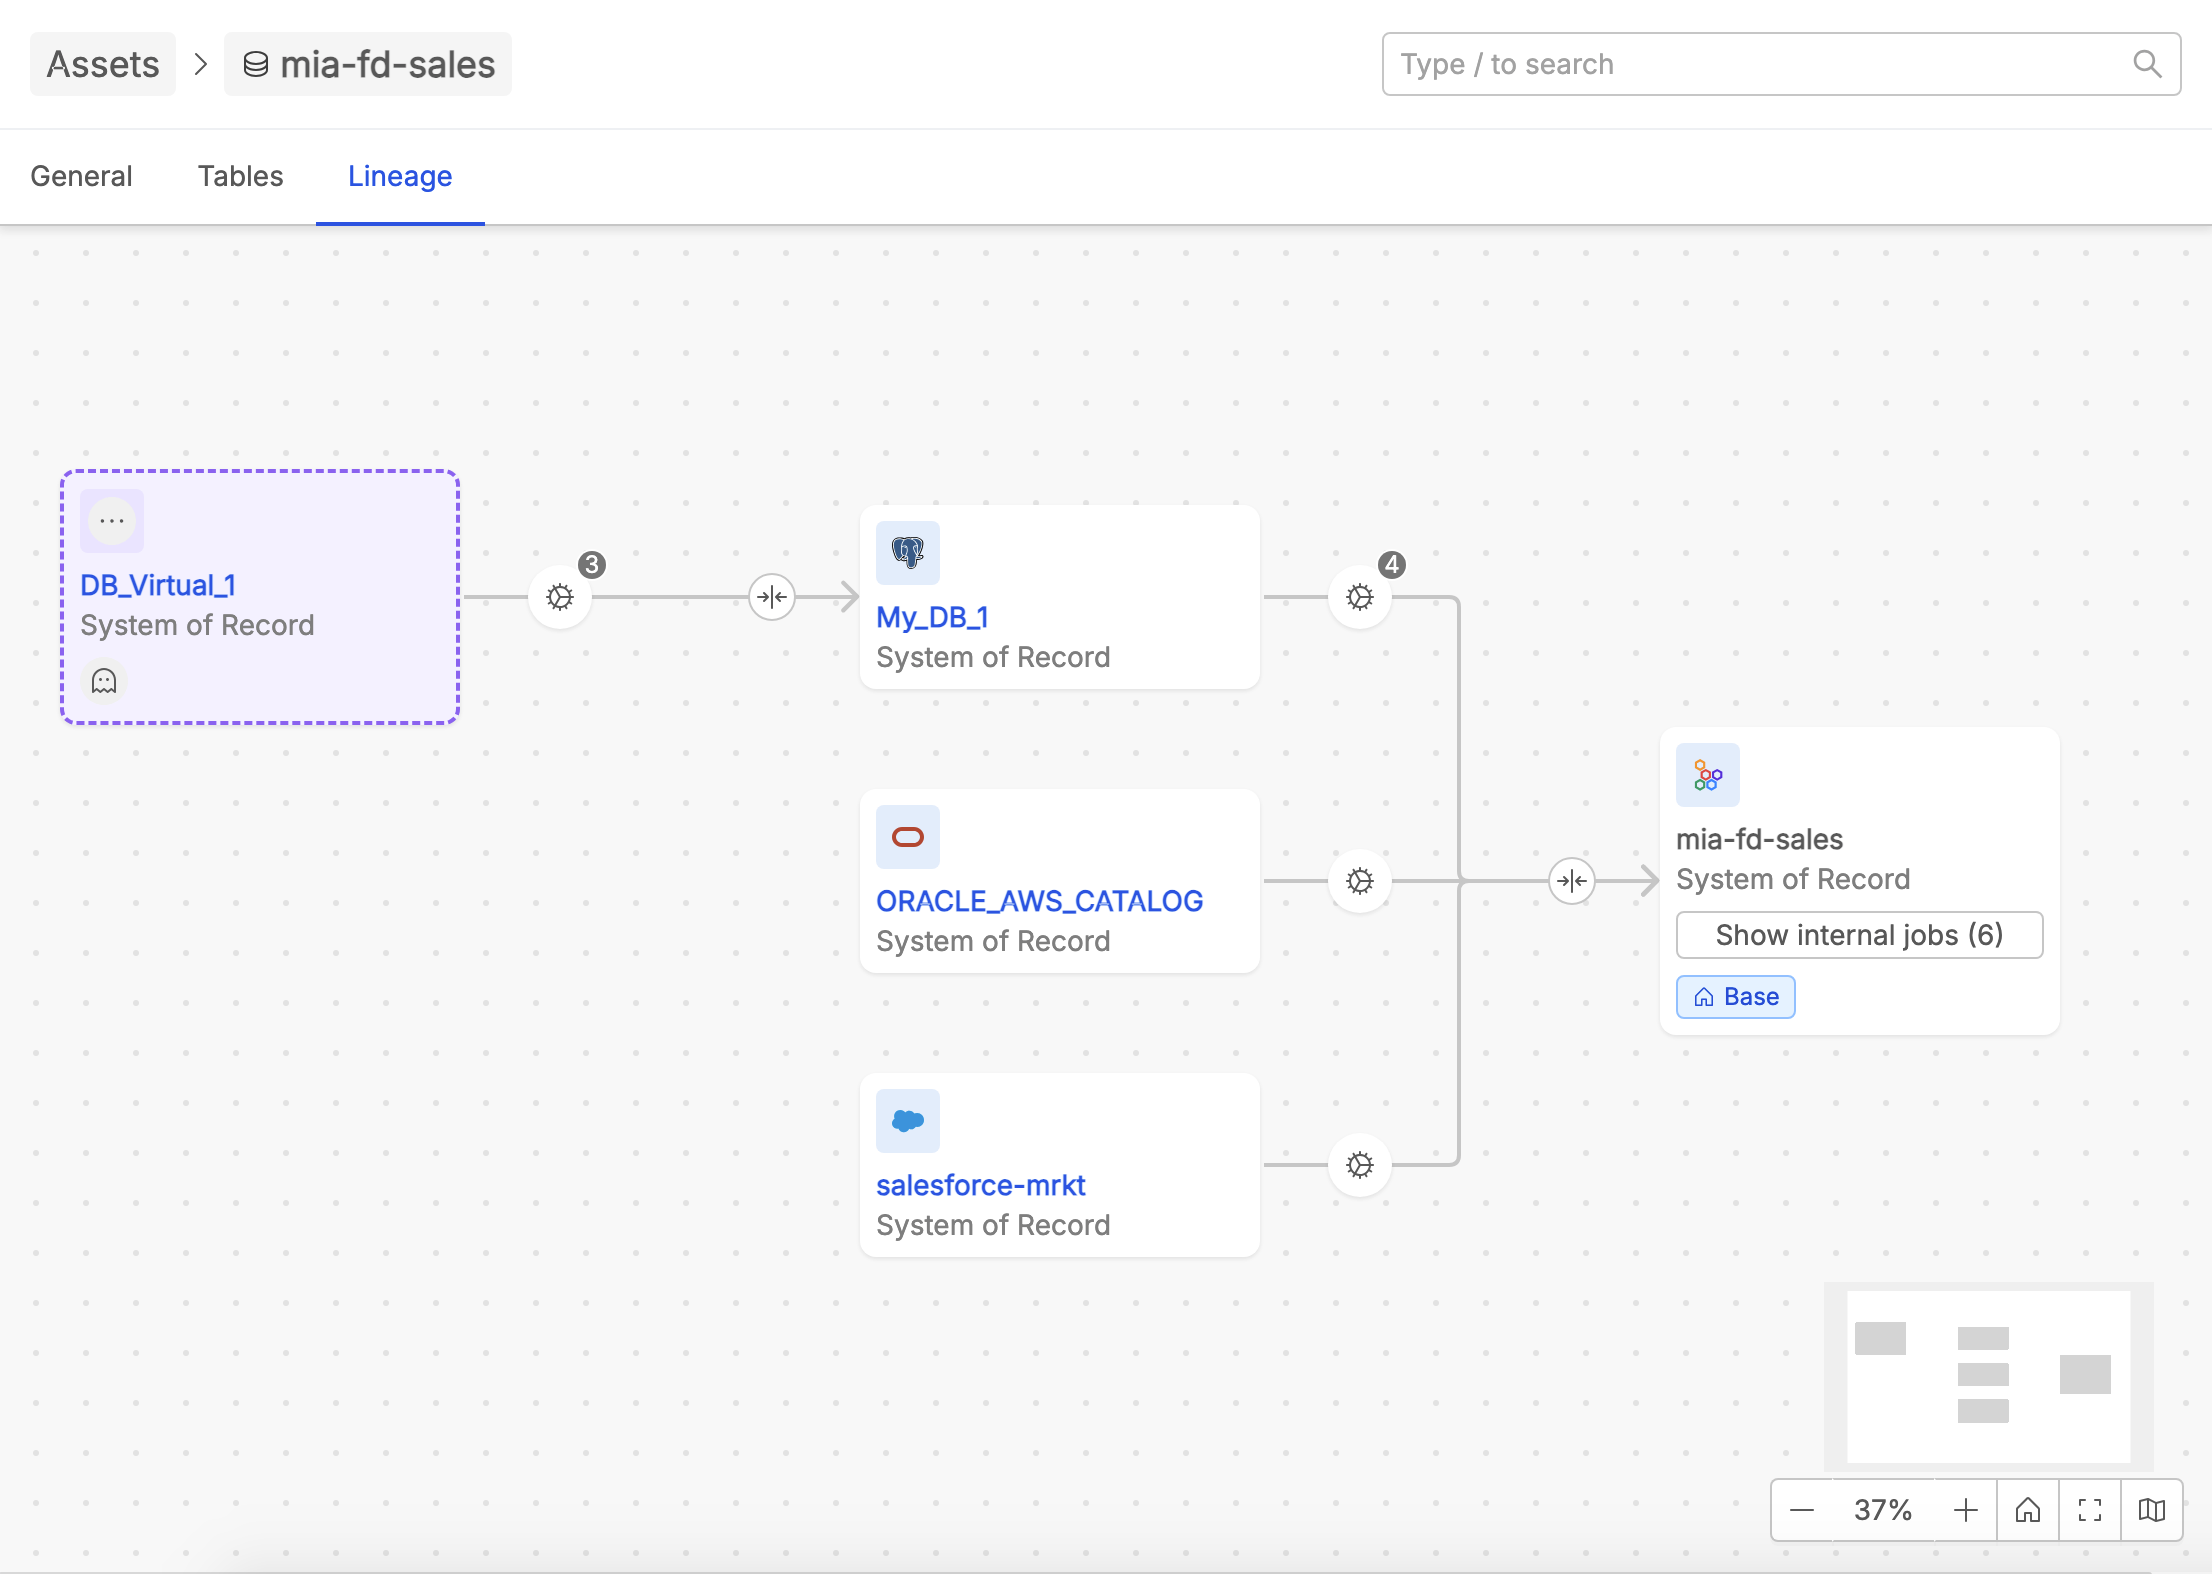 Assets
mia-fd-sales
Type / to search
General
Tables
Lineage
DB_Virtual_1
System of Record
3
My_DB_1
System of Record
4
ORACLE_AWS_CATALOG
System of Record
mia-fd-sales
System of Record
Show internal jobs (6)
Base
salesforce-mrkt
System of Record
37%